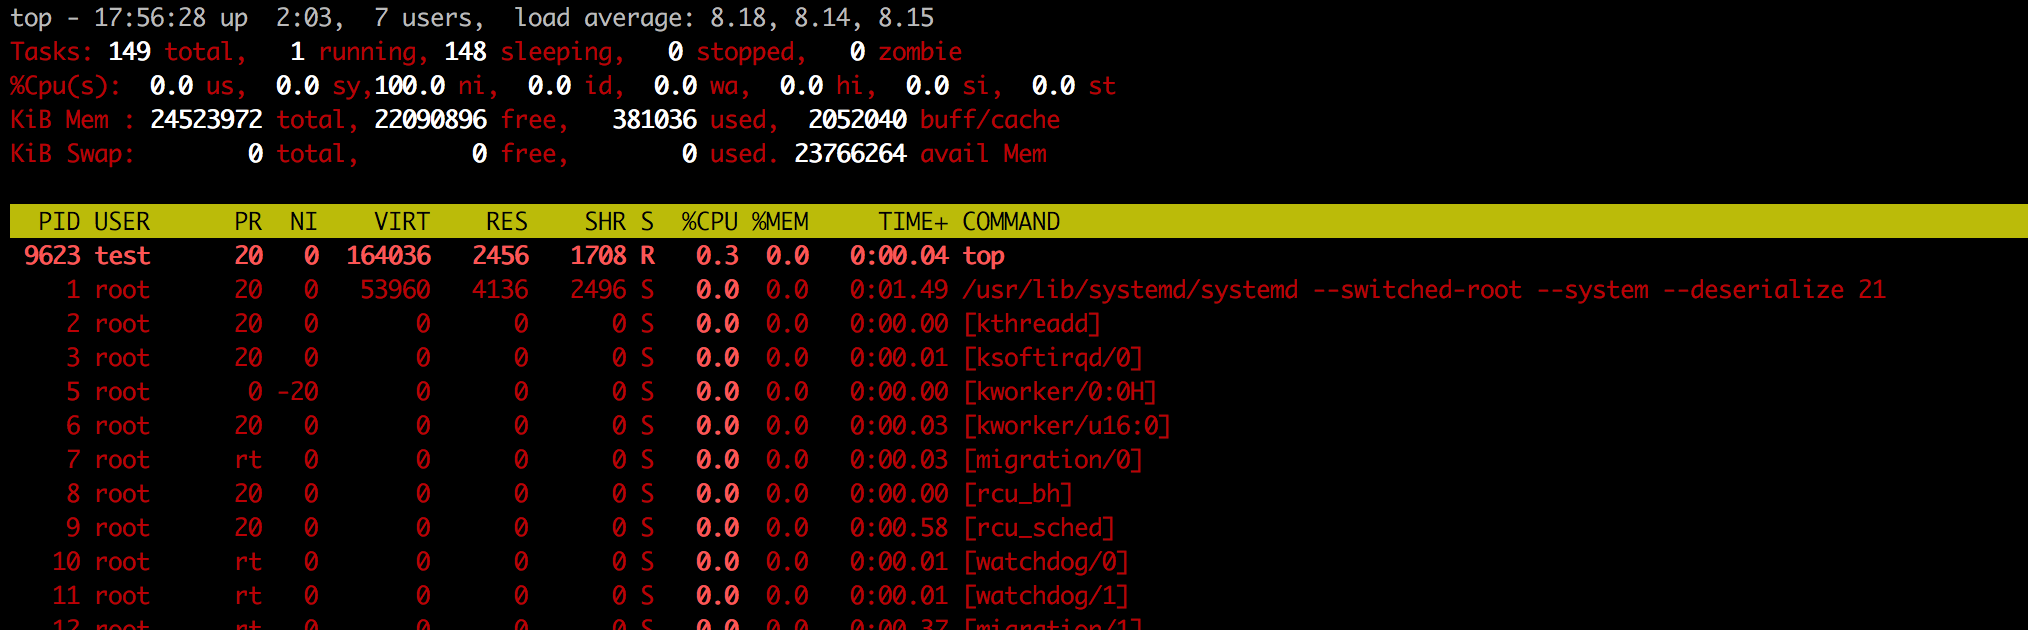 top - 17:56:28 up  2:03,  7 users,  load average: 8.18, 8.14, 8.15
Tasks: 149 total,   1 running, 148 sleeping,   0 stopped,   0 zombie
%Cpu(s):  0.0 us,  0.0 sy,100.0 ni,  0.0 id,  0.0 wa,  0.0 hi,  0.0 si,  0.0 st
KiB Mem : 24523972 total, 22090896 free,   381036 used,  2052040 buff/cache
KiB Swap:        0 total,        0 free,        0 used. 23766264 avail Mem
  PID USER      PR  NI    VIRT    RES    SHR S  %CPU %MEM     TIME+ COMMAND
 9623 test      20   0  164036   2456   1708 R   0.3  0.0   0:00.04 top
    1 root      20   0   53960   4136   2496 S   0.0  0.0   0:01.49 /usr/lib/systemd/systemd --switched-root --system --deserialize 21
    2 root      20   0       0      0      0 S   0.0  0.0   0:00.00 [kthreadd]
    3 root      20   0       0      0      0 S   0.0  0.0   0:00.01 [ksoftirqd/0]
    5 root       0 -20       0      0      0 S   0.0  0.0   0:00.00 [kworker/0:0H]
    6 root      20   0       0      0      0 S   0.0  0.0   0:00.03 [kworker/u16:0]
    7 root      rt   0       0      0      0 S   0.0  0.0   0:00.03 [migration/0]
    8 root      20   0       0      0      0 S   0.0  0.0   0:00.00 [rcu_bh]
    9 root      20   0       0      0      0 S   0.0  0.0   0:00.58 [rcu_sched]
   10 root      rt   0       0      0      0 S   0.0  0.0   0:00.01 [watchdog/0]
   11 root      rt   0       0      0      0 S   0.0  0.0   0:00.01 [watchdog/1]
   12 root      rt   0       0      0      0 S   0.0  0.0   0:00.37 [migration/1]